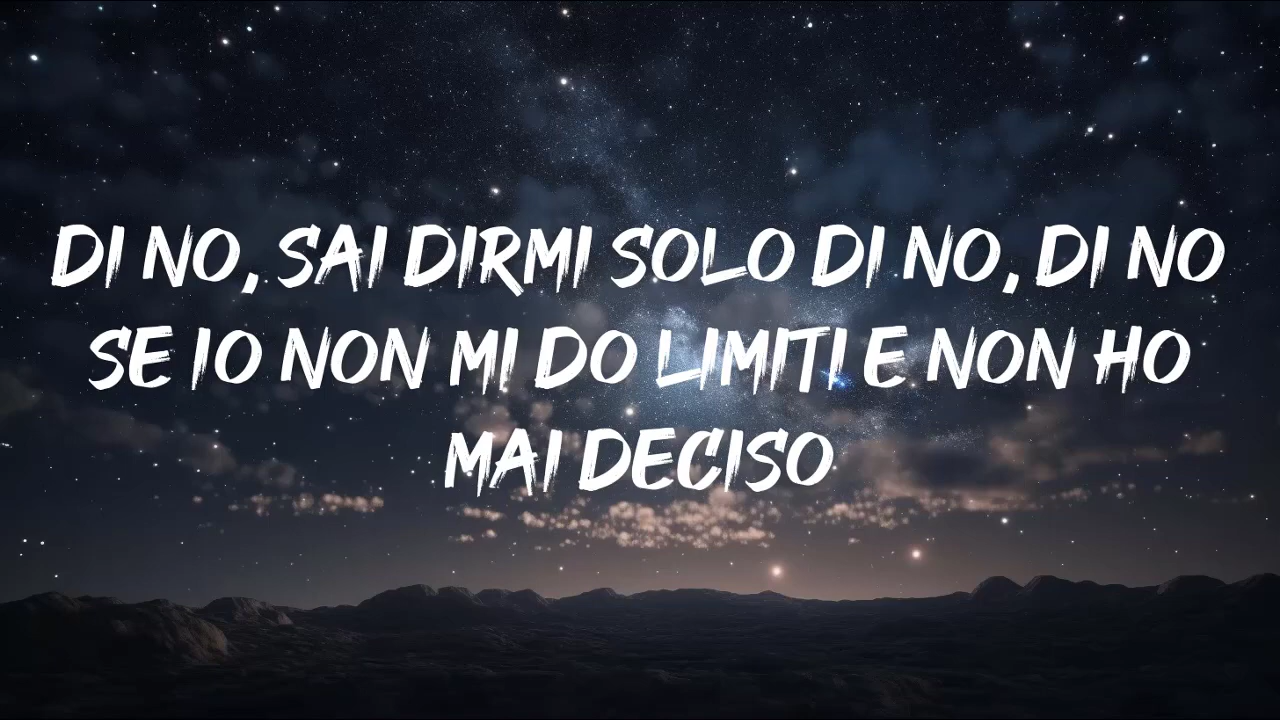 DI NO, SAI DIRMI SOLO DI NO, DI NO
SE IO NON MI DO LIMITI E NON HO
MAI DECISO